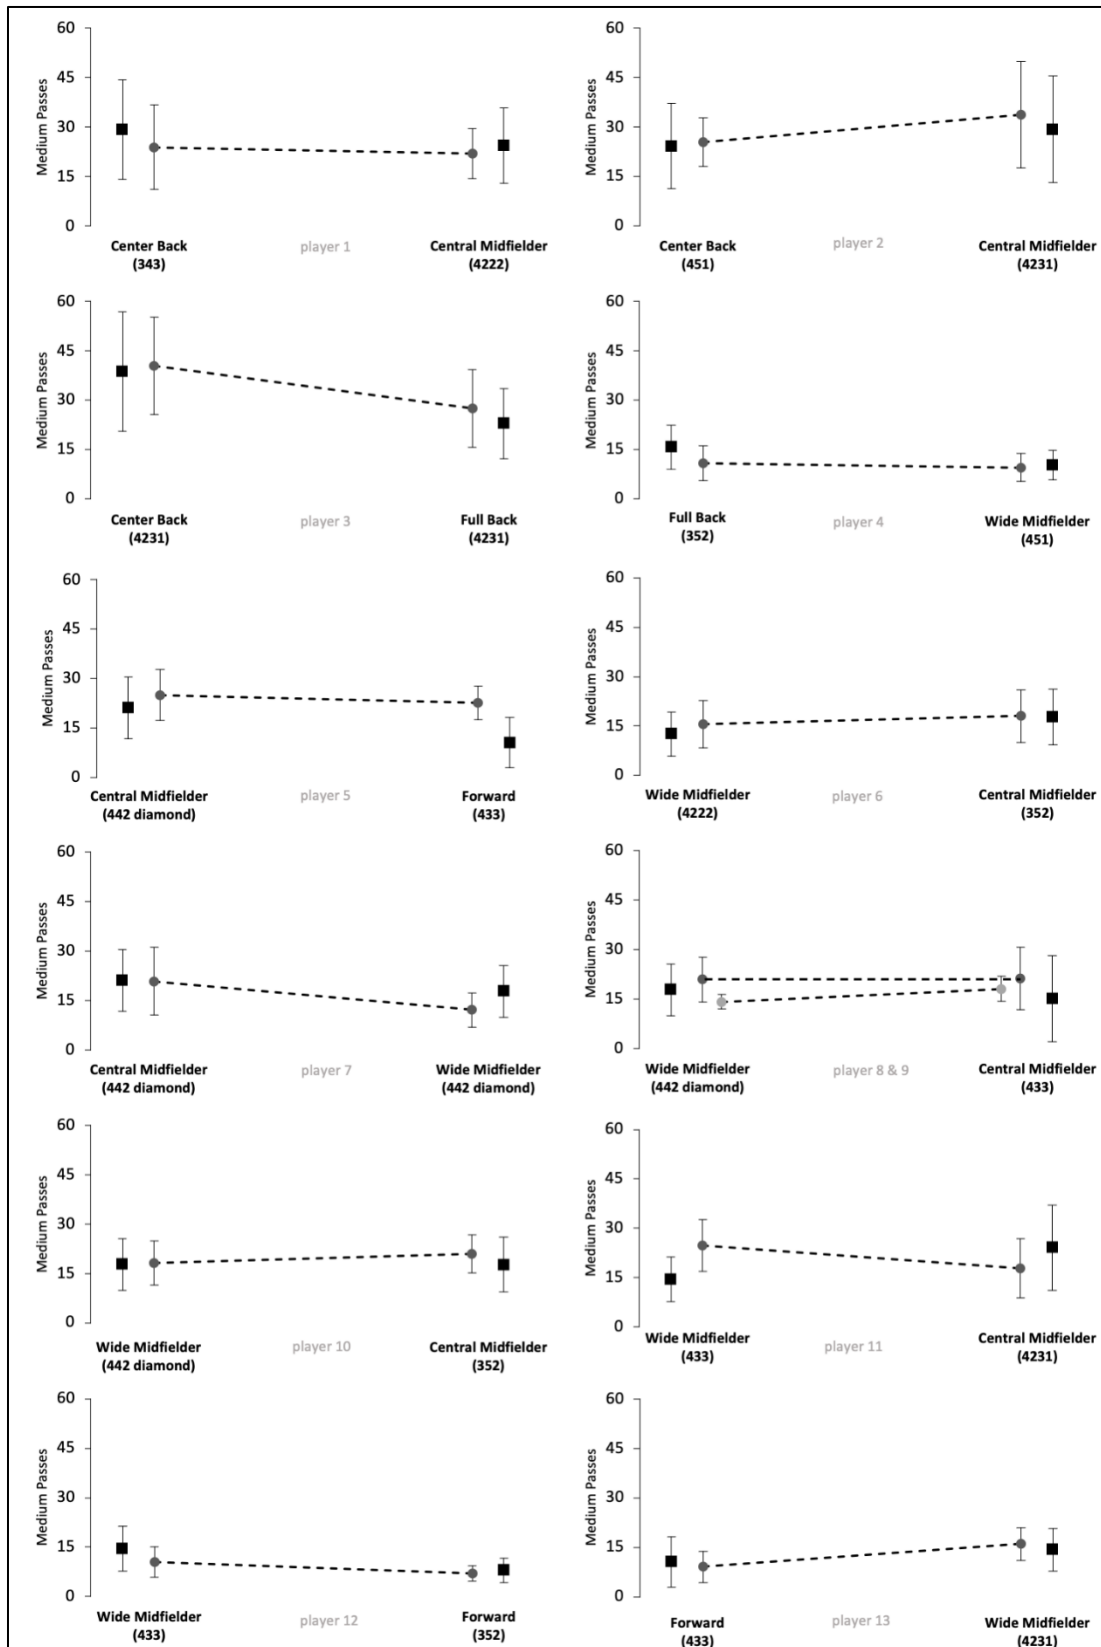 60
45
30
15
0
Medium Passes
Center Back
(343)
player 1
Central Midfielder
(4222)
60
45
30
15
0
Medium Passes
Center Back
(451)
player 2
Central Midfielder
(4231)
60
45
30
15
0
Medium Passes
Center Back
(4231)
player 3
Full Back
(4231)
60
45
30
15
0
Medium Passes
Full Back
(352)
player 4
Wide Midfielder
(451)
60
45
30
15
0
Medium Passes
Central Midfielder
(442 diamond)
player 5
Forward
(433)
60
45
30
15
0
Medium Passes
Wide Midfielder
(4222)
player 6
Central Midfielder
(352)
60
45
30
15
0
Medium Passes
Central Midfielder
(442 diamond)
player 7
Wide Midfielder
(442 diamond)
60
45
30
15
0
Medium Passes
Wide Midfielder
(442 diamond)
player 8 & 9
Central Midfielder
(433)
60
45
30
15
0
Medium Passes
Wide Midfielder
(442 diamond)
player 10
Central Midfielder
(352)
60
45
30
15
0
Medium Passes
Wide Midfielder
(433)
player 11
Central Midfielder
(4231)
60
45
30
15
0
Medium Passes
Wide Midfielder
(433)
player 12
Forward
(352)
60
45
30
15
0
Medium Passes
Forward
(433)
player 13
Wide Midfielder
(4231)